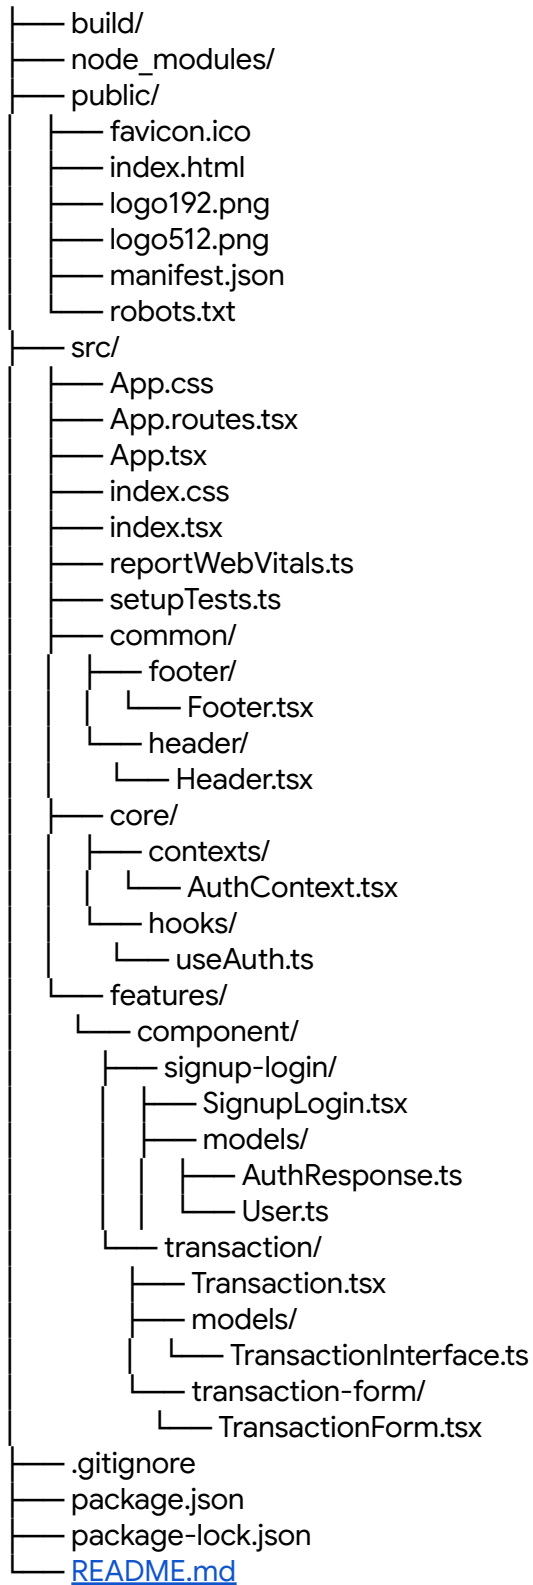 ├── build/
├── node_modules/
├── public/
│   ├── favicon.ico
│   ├── index.html
│   ├── logo192.png
│   ├── logo512.png
│   ├── manifest.json
│   └── robots.txt
├── src/
│   ├── App.css
│   ├── App.routes.tsx
│   ├── App.tsx
│   ├── index.css
│   ├── index.tsx
│   ├── reportWebVitals.ts
│   ├── setupTests.ts
│   ├── common/
│   │   ├── footer/
│   │   │   └── Footer.tsx
│   │   └── header/
│   │       └── Header.tsx
│   ├── core/
│   │   ├── contexts/
│   │   │   └── AuthContext.tsx
│   │   └── hooks/
│   │       └── useAuth.ts
│   └── features/
│       └── component/
│           ├── signup-login/
│           │   ├── SignupLogin.tsx
│           │   ├── models/
│           │   │   ├── AuthResponse.ts
│           │   │   └── User.ts
│           └── transaction/
│               ├── Transaction.tsx
│               ├── models/
│               │   └── TransactionInterface.ts
│               └── transaction-form/
│                   └── TransactionForm.tsx
├── .gitignore
├── package.json
├── package-lock.json
└── README.md